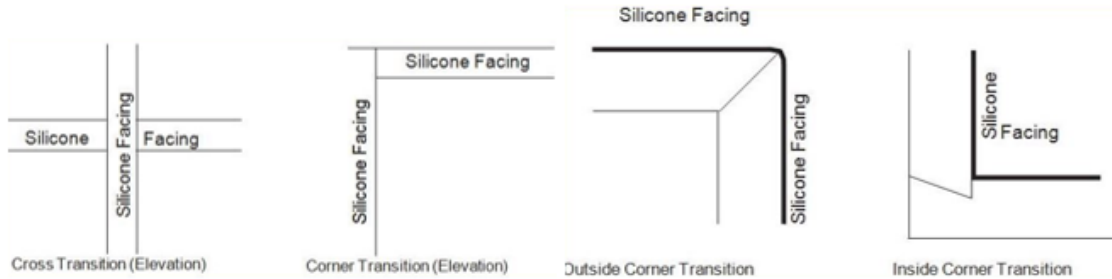 Silicone Facing
Silicone
Silicone Facing
Facing
Cross Transition (Elevation)
Silicone Facing
Silicone Facing
Corner Transition (Elevation)
Silicone Facing
Outside Corner Transition
Silicone
Facing
Inside Corner Transition